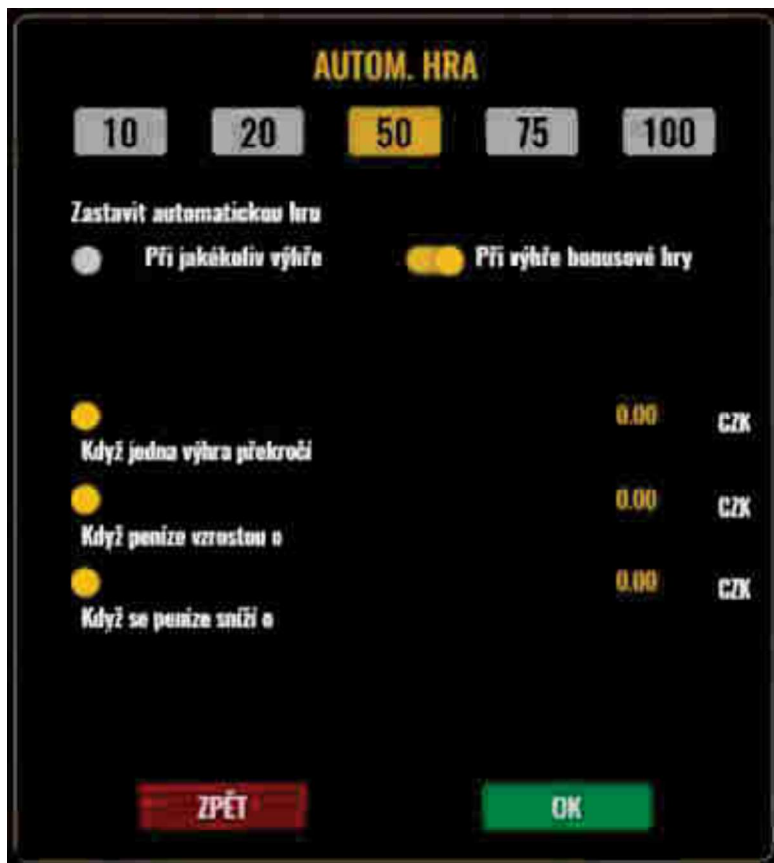 AUTOM. HRA
10 20 50 75 100
Zastavit automatickou hru
Při jakékoliv výhře Při výhře bonusové hry
0.00 CZK
Když jedna výhra překročí
0.00 CZK
Když peníze vzrostou o
0.00 CZK
Když se peníze sníží o
ZPĚT OK